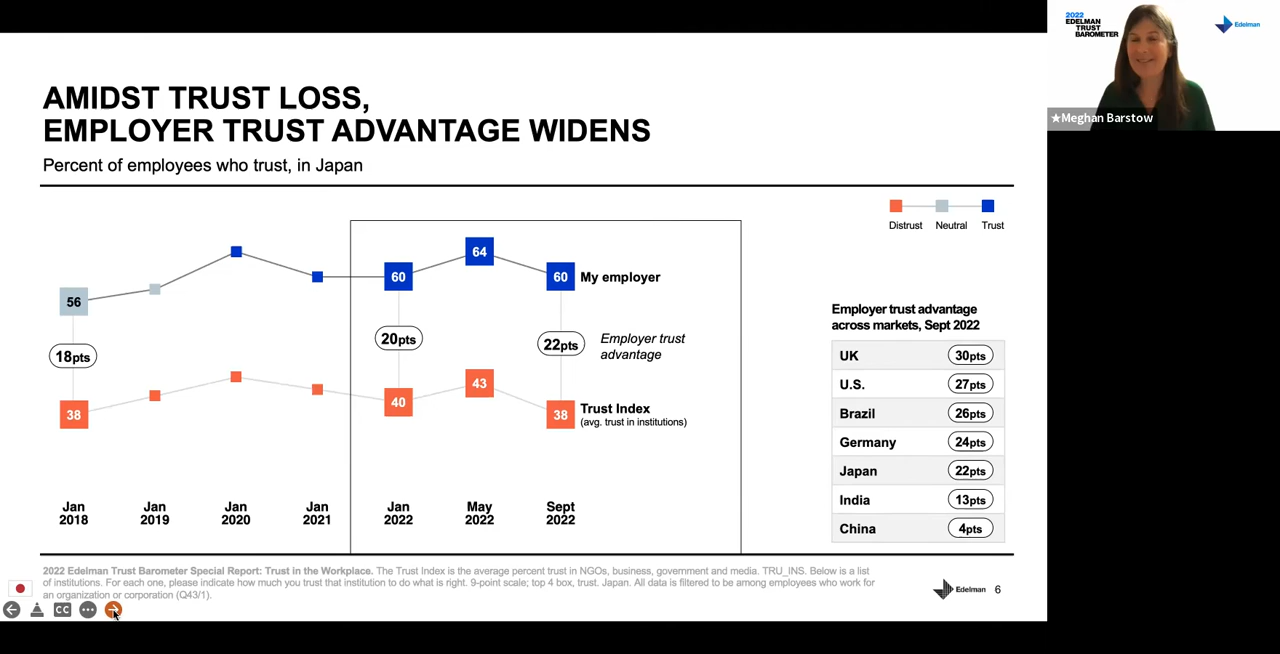 AMIDST TRUST LOSS,
EMPLOYER TRUST ADVANTAGE WIDENS
Percent of employees who trust, in Japan
2022
EDELMAN
TRUST
BAROMETER
Edelman
★Meghan Barstow
Distrust Neutral Trust
56
60
64
60 My employer
18pts
20pts
22pts
Employer trust
advantage
38
40
43
38 Trust Index
(avg. trust in institutions)
Jan Jan Jan Jan Jan May Sept
2018 2019 2020 2021 2022 2022 2022
Employer trust advantage
across markets, Sept 2022
UK 30pts
U.S. 27pts
Brazil 26pts
Germany 24pts
Japan 22pts
India 13pts
China 4pts
2022 Edelman Trust Barometer Special Report: Trust in the Workplace. The Trust Index is the average percent trust in NGOs, business, government and media. TRU_INS. Below is a list
of institutions. For each one, please indicate how much you trust that institution to do what is right. 9-point scale; top 4 box, trust. Japan. All data is filtered to be among employees who work for
an organization or corporation (Q43/1).
CC
Edelman 6